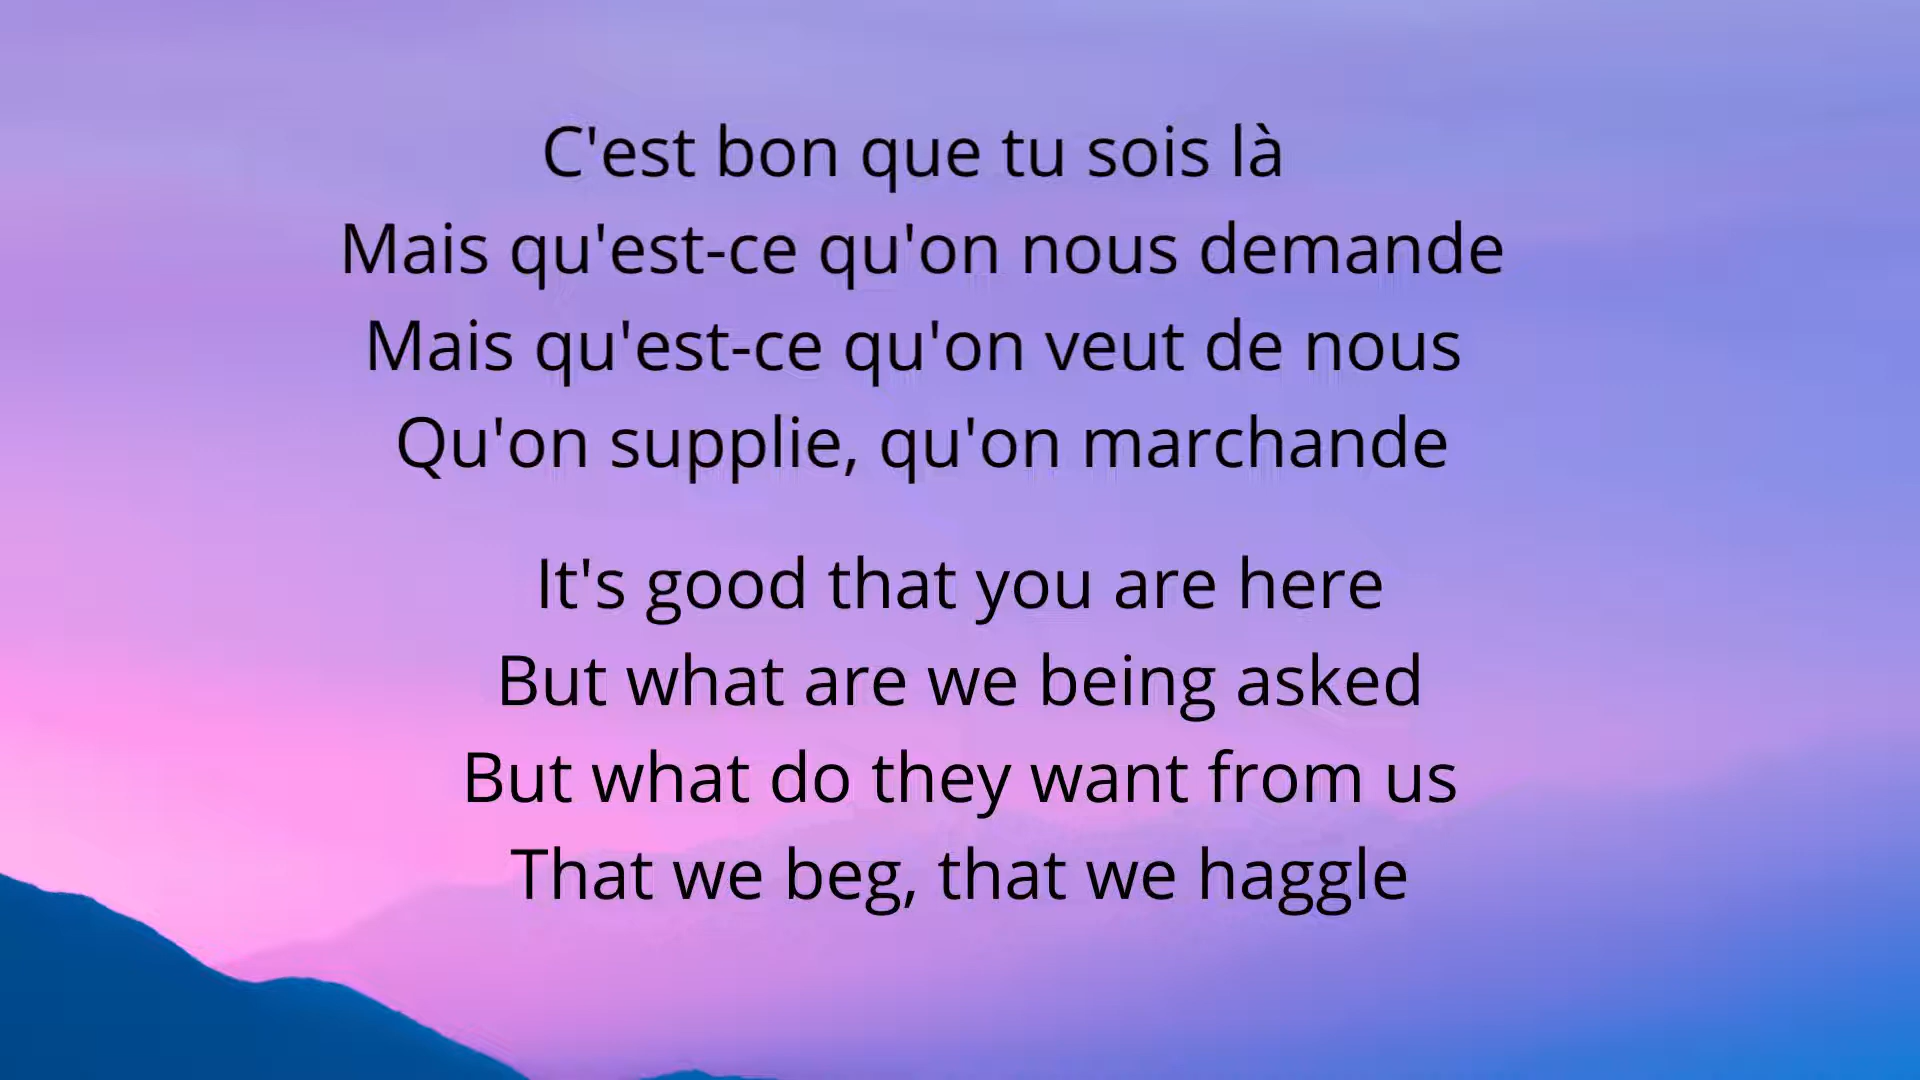 C'est bon que tu sois là
Mais qu'est-ce qu'on nous demande
Mais qu'est-ce qu'on veut de nous
Qu'on supplie, qu'on marchande
It's good that you are here
But what are we being asked
But what do they want from us
That we beg, that we haggle